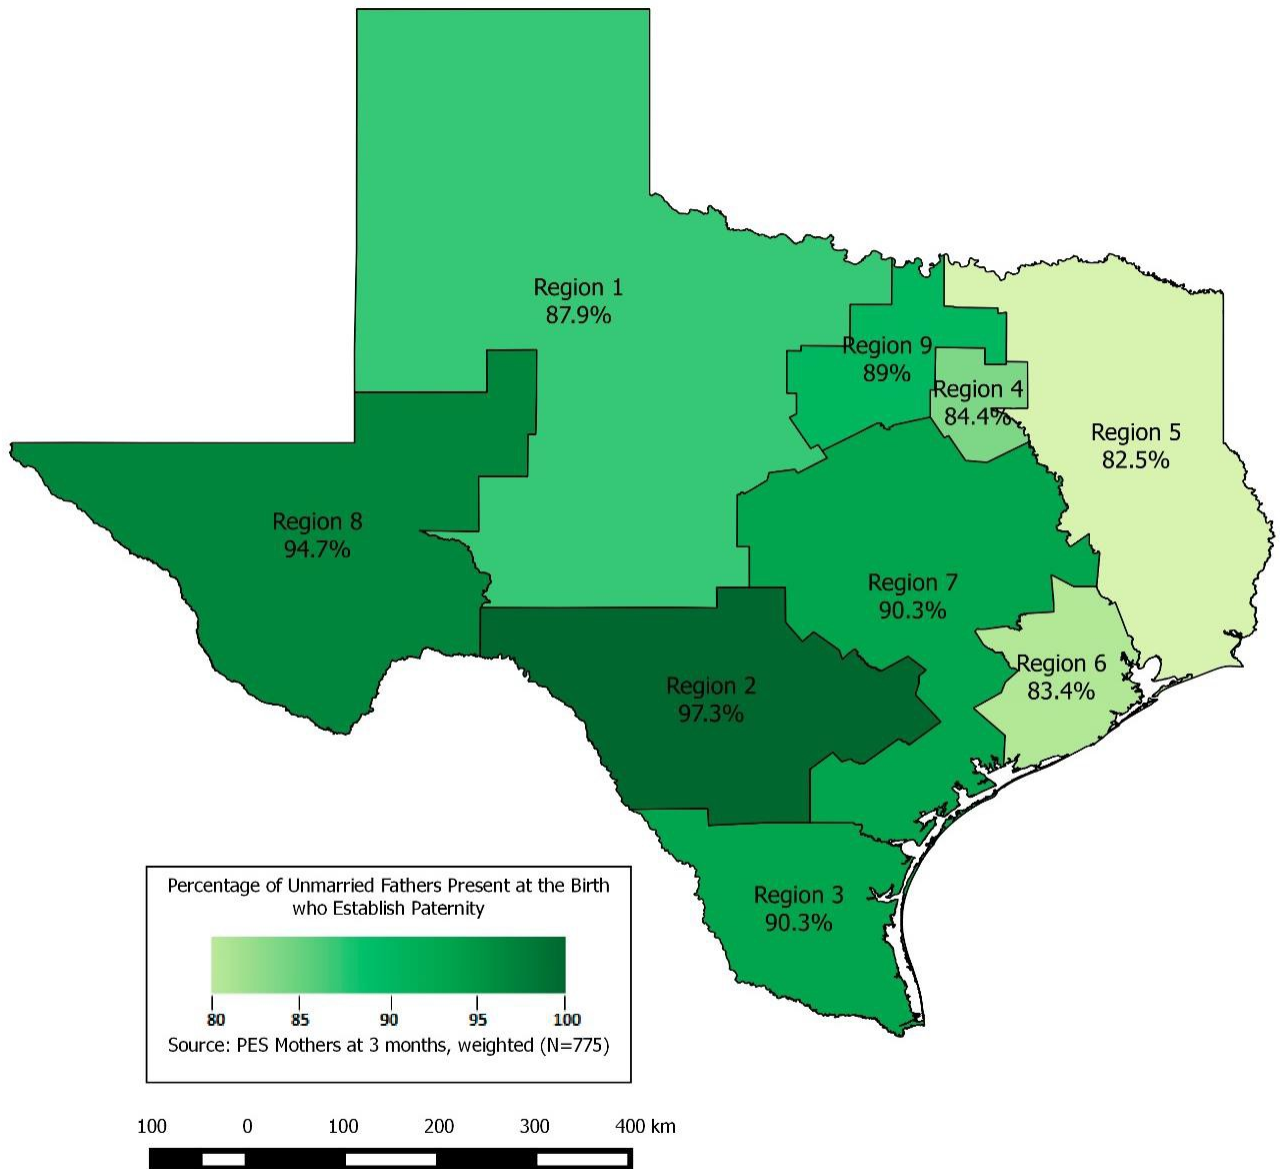 Region 1
87.9%
Region 9
89%
Region 4
84.4%
Region 5
82.5%
Region 8
94.7%
Region 7
90.3%
Region 6
83.4%
Region 2
97.3%
Region 3
90.3%
Percentage of Unmarried Fathers Present at the Birth
who Establish Paternity
80 85 90 95 100
Source: PES Mothers at 3 months, weighted (N=775)
100 0 100 200 300 400 km